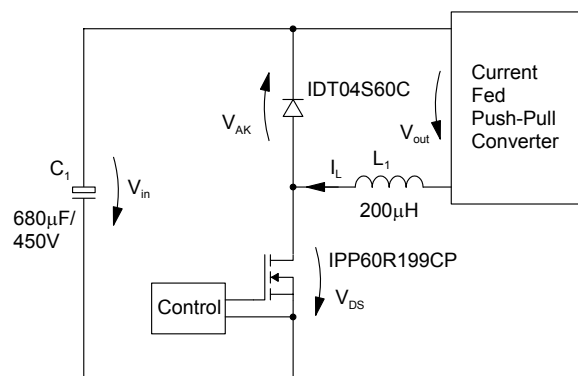 IDT04S60C
Current
Fed
Push-Pull
Converter
V_AK
V_out
C_1
V_in
I_L
L_1
200µH
680µF/
450V
IPP60R199CP
Control
V_DS